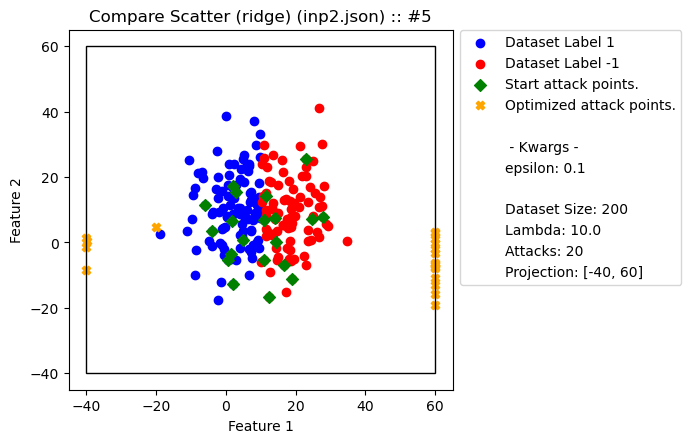 Compare Scatter (ridge) (inp2.json) :: #5
Dataset Label 1
Dataset Label -1
Start attack points.
Optimized attack points.
- Kwargs -
epsilon: 0.1
Dataset Size: 200
Lambda: 10.0
Attacks: 20
Projection: [-40, 60]
Feature 2
60
40
20
0
−20
−40
−40
−20
0
20
40
60
Feature 1